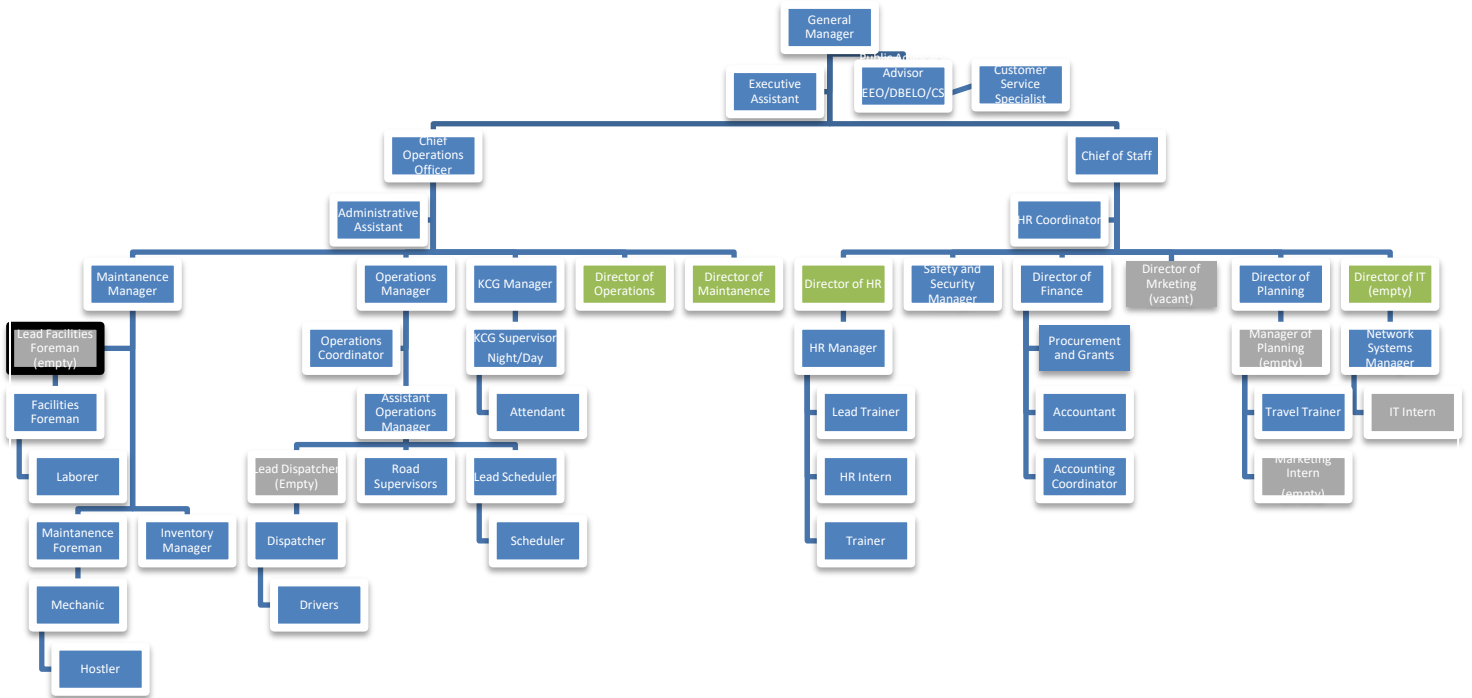 General
Manager
Executive
Assistant
Advisor
EEO/DBELO/CS
Customer
Service
Specialist
Chief
Operations
Officer
Chief of Staff
Administrative
Assistant
HR Coordinator
Maintanence
Manager
Operations
Manager
KCG Manager
Director of
Operations
Director of
Maintanence
Director of HR
Safety and
Security
Manager
Director of
Finance
Director of
Mrketing
(vacant)
Director of
Planning
Director of IT
(empty)
Lead Facilities
Foreman
(empty)
Operations
Coordinator
KCG Supervisor
Night/Day
HR Manager
Procurement
and Grants
Manager of
Planning
(empty)
Network
Systems
Manager
Facilities
Foreman
Assistant
Operations
Manager
Attendant
Lead Trainer
Accountant
Travel Trainer
IT Intern
Laborer
Lead Dispatcher
(Empty)
Road
Supervisors
Lead Scheduler
HR Intern
Accounting
Coordinator
Marketing
Intern
(empty)
Maintanence
Foreman
Inventory
Manager
Dispatcher
Scheduler
Trainer
Mechanic
Drivers
Hostler